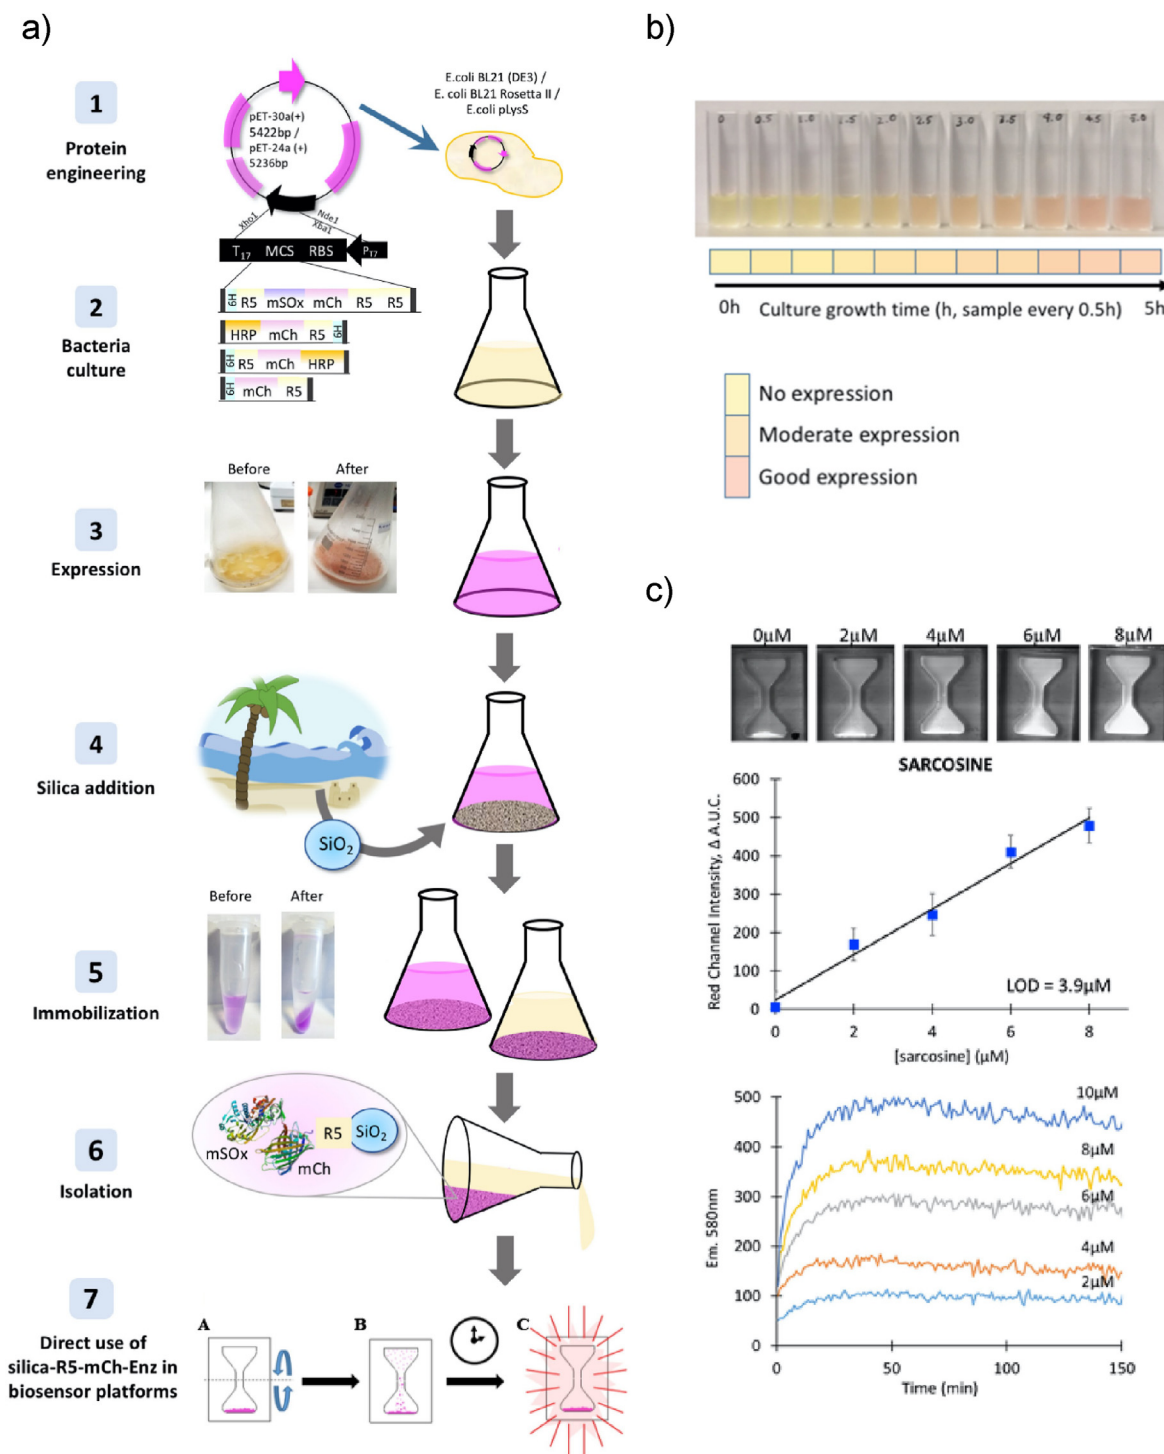 a)
1
Protein
engineering
pET-30a(+)
5422bp /
pET-24a (+)
5236bp
E.coli BL21 (DE3) /
E. coli BL21 Rosetta II /
E.coli pLysS
Xho1
Nde1
Xba1
T17 MCS RBS P17
2
Bacteria
culture
6H R5 mSOx mCh R5 R5
HRP mCh R5 6H
6H R5 mCh HRP
6H mCh R5
3
Expression
Before After
4
Silica addition
SiO2
5
Immobilization
Before After
6
Isolation
mSOx
mCh
R5 SiO2
7
Direct use of
silica-R5-mCh-Enz in
biosensor platforms
A B C
b)
0 0.5 1.0 1.5 2.0 2.5 3.0 3.5 4.0 4.5 5.0
0h Culture growth time (h, sample every 0.5h) 5h
No expression
Moderate expression
Good expression
c)
0μM 2μM 4μM 6μM 8μM
SARCOSINE
Red Channel Intensity, Δ A.U.C.
600
500
400
300
200
100
0
LOD = 3.9μM
0 2 4 6 8
[sarcosine] (μM)
Em. 580nm
500
400
300
200
100
0
10μM
8μM
6μM
4μM
2μM
0 50 100 150
Time (min)